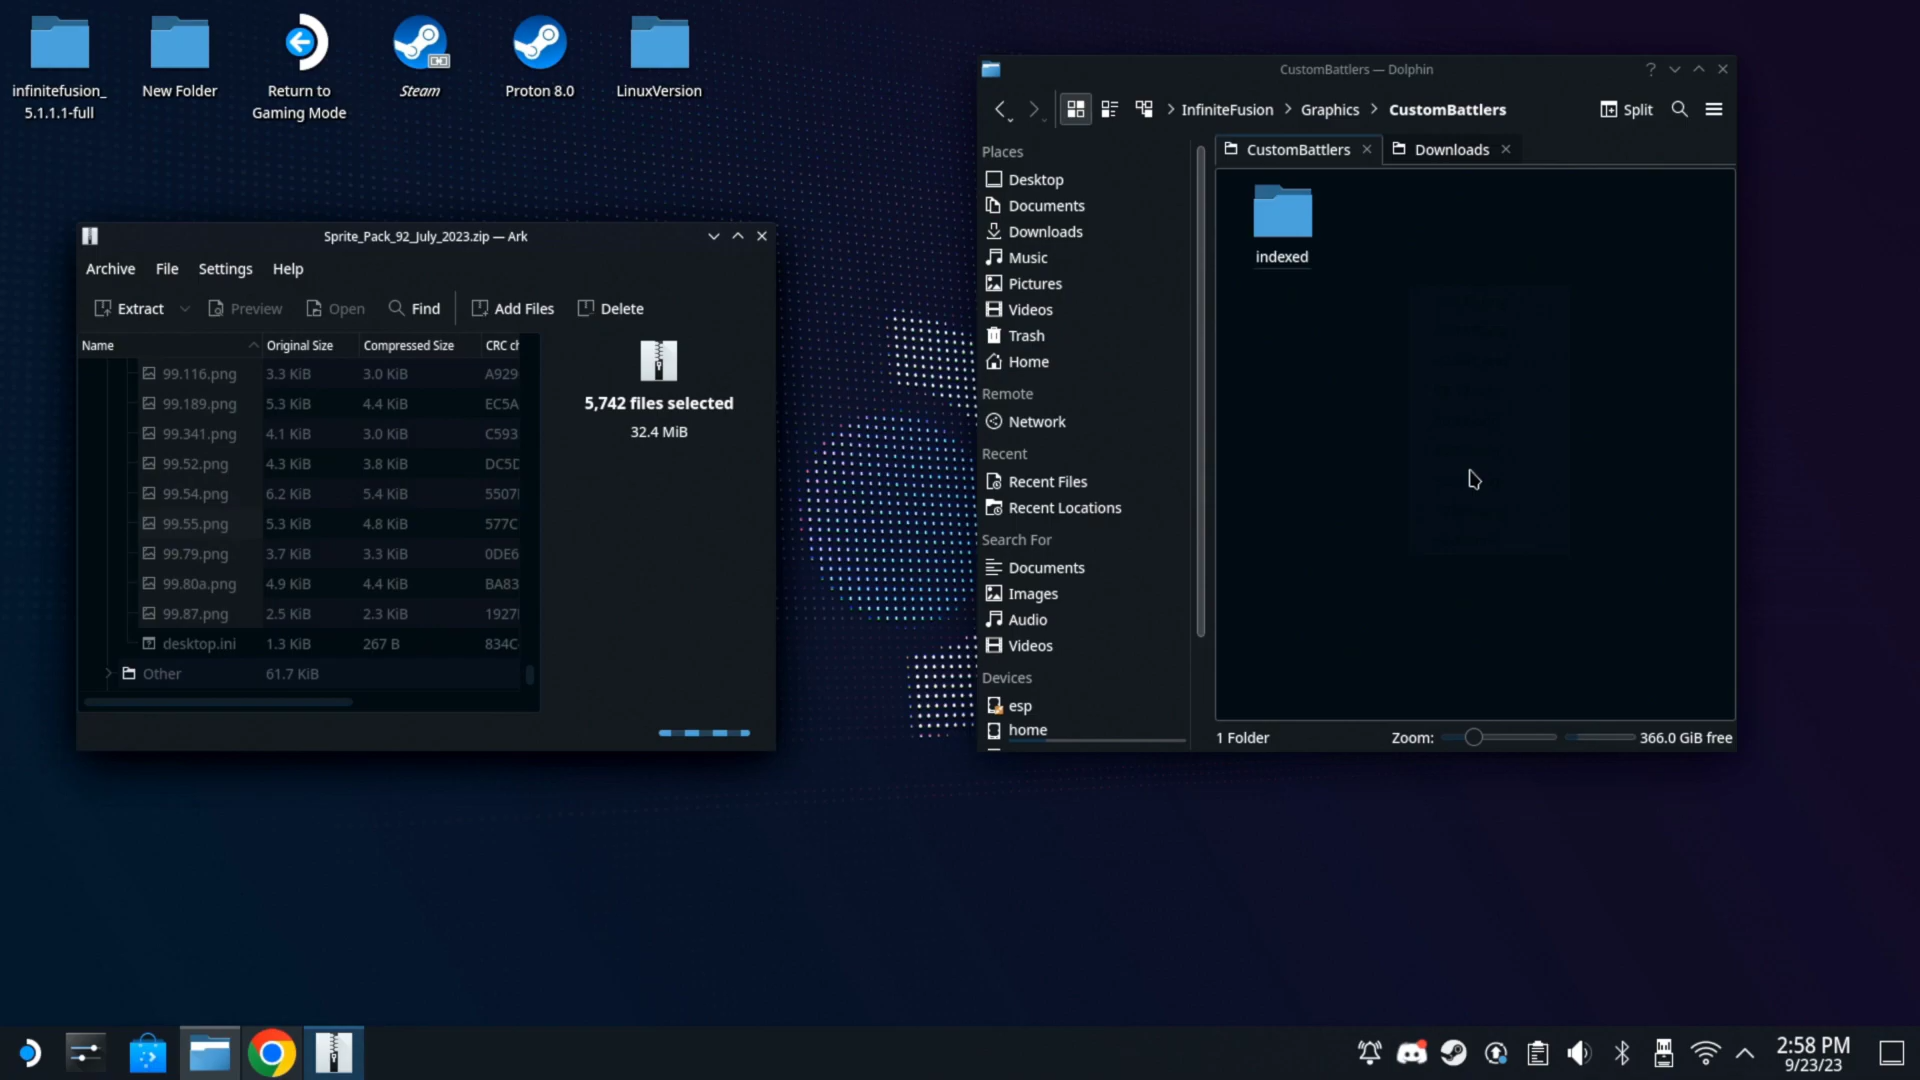 infinitefusion_
5.1.1.1-full
New Folder
Return to
Gaming Mode
Steam
Proton 8.0
LinuxVersion
Sprite_Pack_92_July_2023.zip — Ark
Archive File Settings Help
Extract Preview Open Find Add Files Delete
Name Original Size Compressed Size CRC ch
99.116.png 3.3 KiB 3.0 KiB A929
99.189.png 5.3 KiB 4.4 KiB EC5A
99.341.png 4.1 KiB 3.0 KiB C593
99.52.png 4.3 KiB 3.8 KiB DC5D
99.54.png 6.2 KiB 5.4 KiB 5507
99.55.png 5.3 KiB 4.8 KiB 577C
99.79.png 3.7 KiB 3.3 KiB 0DE6
99.80a.png 4.9 KiB 4.4 KiB BA83
99.87.png 2.5 KiB 2.3 KiB 1927
desktop.ini 1.3 KiB 267 B 834C
Other 61.7 KiB
5,742 files selected
32.4 MiB
CustomBattlers — Dolphin
InfiniteFusion > Graphics > CustomBattlers
Split
Places
Desktop
Documents
Downloads
Music
Pictures
Videos
Trash
Home
Remote
Network
Recent
Recent Files
Recent Locations
Search For
Documents
Images
Audio
Videos
Devices
esp
home
CustomBattlers Downloads
indexed
1 Folder Zoom: 366.0 GiB free
2:58 PM
9/23/23